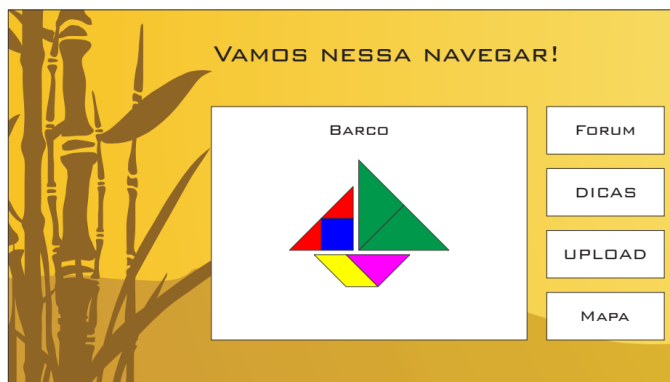 Vamos nessa navegar!
Barco
Forum
DICAS
UPLOAD
Mapa